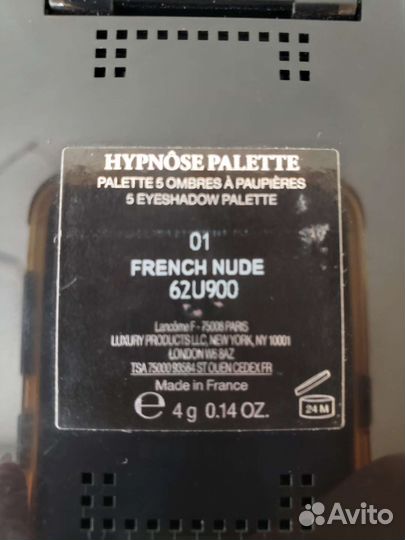 HYPNÔSE PALETTE
PALETTE 5 OMBRES À PAUPIÈRES
5 EYESHADOW PALETTE
01
FRENCH NUDE
62U900
Lancôme F - 75008 PARIS
LUXURY PRODUCTS LLC, NEW YORK, NY 10001
LONDON W6 8AZ
TSA 75000 93584 ST OUEN CEDEX FR
Made in France
℮ 4 g 0.14 OZ.
24 M
Avito